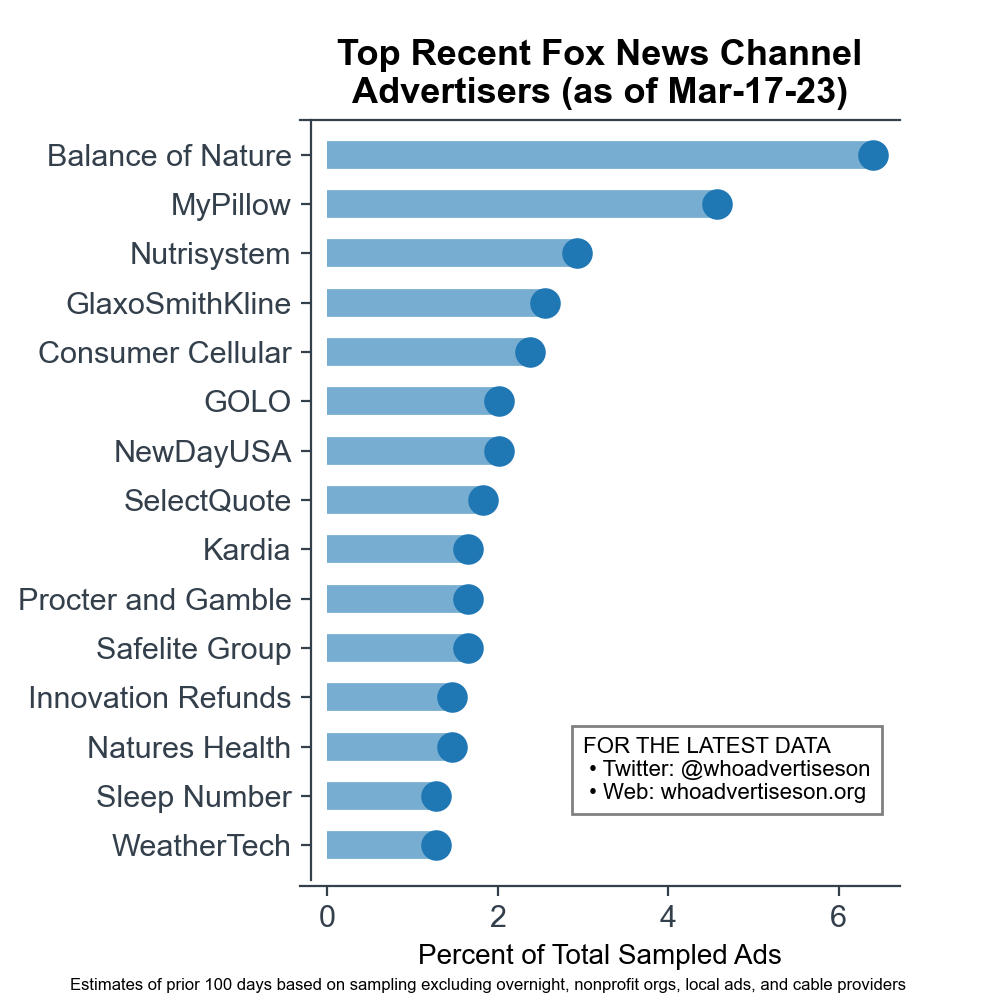 Top Recent Fox News Channel
Advertisers (as of Mar-17-23)
Balance of Nature
MyPillow
Nutrisystem
GlaxoSmithKline
Consumer Cellular
GOLO
NewDayUSA
SelectQuote
Kardia
Procter and Gamble
Safelite Group
Innovation Refunds
Natures Health
Sleep Number
WeatherTech
FOR THE LATEST DATA
• Twitter: @whoadvertiseson
• Web: whoadvertiseson.org
0 2 4 6
Percent of Total Sampled Ads
Estimates of prior 100 days based on sampling excluding overnight, nonprofit orgs, local ads, and cable providers